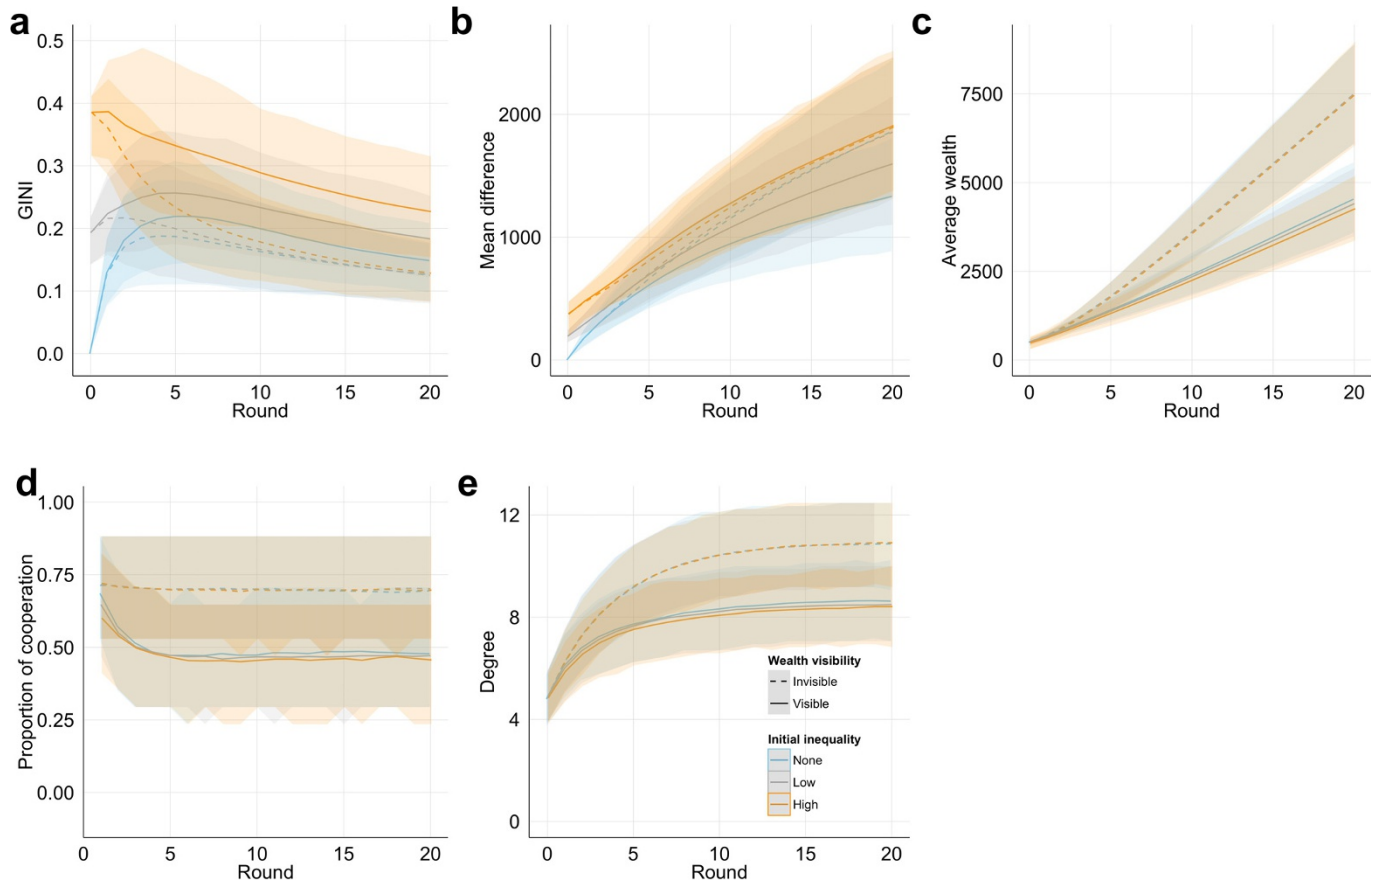 a
GINI
0.5
0.4
0.3
0.2
0.1
0.0
0 5 10 15 20
Round
b
Mean difference
2000
1000
0
0 5 10 15 20
Round
c
Average wealth
7500
5000
2500
0
0 5 10 15 20
Round
d
Proportion of cooperation
1.00
0.75
0.50
0.25
0.00
0 5 10 15 20
Round
e
Degree
12
8
4
0
0 5 10 15 20
Round
Wealth visibility
Invisible
Visible
Initial inequality
None
Low
High